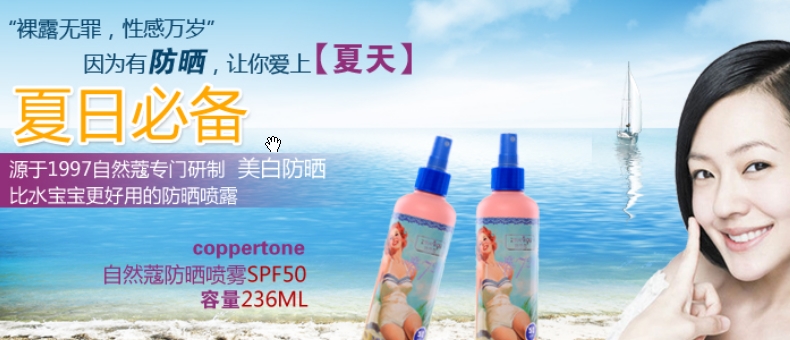 “裸露无罪，性感万岁”
因为有防晒，让你爱上【夏天】
夏日必备
源于1997自然蔻专门研制 美白防晒
比水宝宝更好用的防晒喷露
coppertone
自然蔻防晒喷雾SPF50
容量236ML